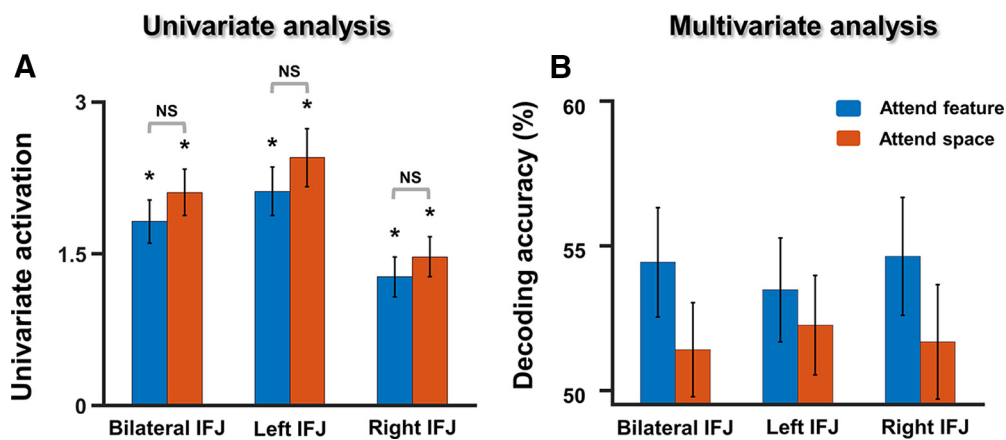 Univariate analysis
Multivariate analysis
A
B
NS
NS
NS
*
*
*
*
*
*
3
1.5
0
Univariate activation
Bilateral IFJ
Left IFJ
Right IFJ
60
55
50
Decoding accuracy (%)
Attend feature
Attend space
Bilateral IFJ
Left IFJ
Right IFJ